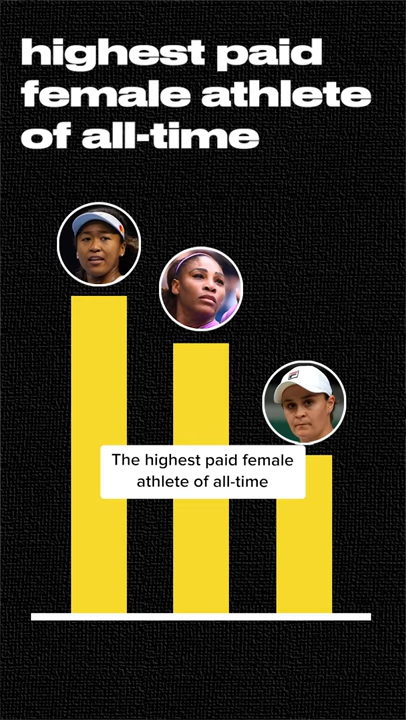 highest paid
female athlete
of all-time
The highest paid female
athlete of all-time